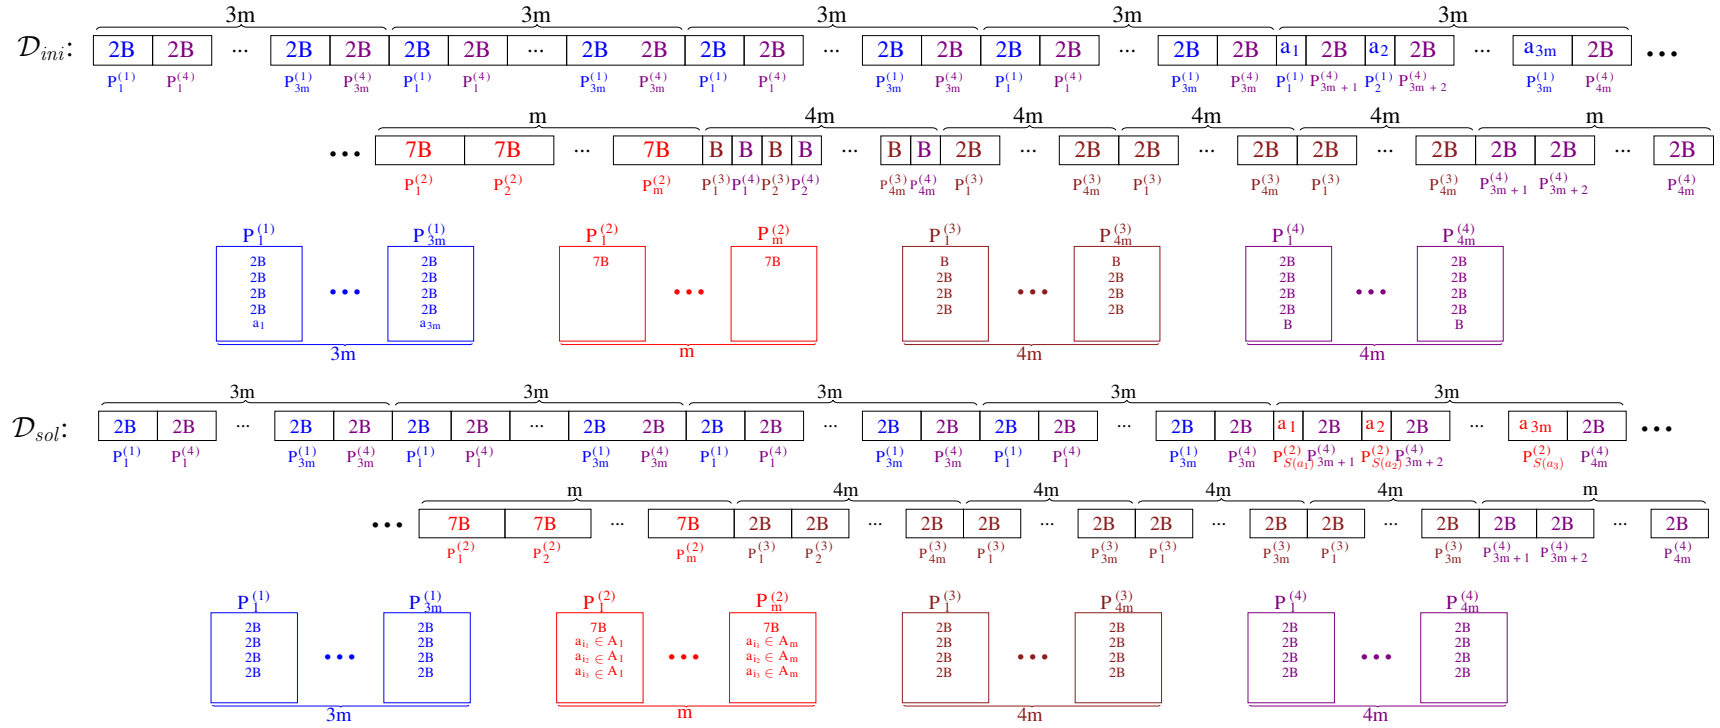 3m 3m 3m 3m 3m
𝒟ini: 2B 2B ... 2B 2B 2B 2B ... 2B 2B 2B 2B ... 2B 2B 2B 2B ... 2B 2B a1 2B a2 2B ... a3m 2B ...
P1(1) P1(4) P3m(1) P3m(4) P1(1) P1(4) P3m(1) P3m(4) P1(1) P1(4) P3m(1) P3m(4) P1(1) P1(4) P3m(1) P3m(4) P1(1) P3m + 1(4) P2(1) P3m + 2(4) P3m(1) P4m(4)
m 4m 4m 4m 4m m
... 7B 7B ... 7B B B B B ... B B 2B ... 2B 2B ... 2B 2B ... 2B 2B 2B ... 2B
P1(2) P2(2) Pm(2) P1(3) P1(4) P2(3) P2(4) P4m(3) P4m(4) P1(3) P4m(3) P1(3) P4m(3) P1(3) P4m(3) P3m + 1(4) P3m + 2(4) P4m(4)
P1(1) P3m(1) P1(2) Pm(2) P1(3) P4m(3) P1(4) P4m(4)
2B 2B 7B 7B B B 2B 2B
2B 2B 2B 2B 2B 2B
2B ... 2B ... 2B ... 2B 2B ... 2B
2B 2B 2B 2B 2B 2B
a1 a3m B B
3m m 4m 4m
3m 3m 3m 3m 3m
𝒟sol: 2B 2B ... 2B 2B 2B 2B ... 2B 2B 2B 2B ... 2B 2B 2B 2B ... 2B 2B a1 2B a2 2B ... a3m 2B ...
P1(1) P1(4) P3m(1) P3m(4) P1(1) P1(4) P3m(1) P3m(4) P1(1) P1(4) P3m(1) P3m(4) P1(1) P1(4) P3m(1) P3m(4) PS(a1)(2) P3m + 1(4) PS(a2)(2) P3m + 2(4) PS(a3)(2) P4m(4)
m 4m 4m 4m 4m m
... 7B 7B ... 7B 2B 2B ... 2B 2B ... 2B 2B ... 2B 2B ... 2B 2B 2B ... 2B
P1(2) P2(2) Pm(2) P1(3) P2(3) P4m(3) P1(3) P3m(3) P1(3) P3m(3) P1(3) P3m(3) P3m + 1(4) P3m + 2(4) P4m(4)
P1(1) P3m(1) P1(2) Pm(2) P1(3) P4m(3) P1(4) P4m(4)
2B 2B 7B 7B 2B 2B 2B 2B
2B 2B ai1 ∈ A1 ai1 ∈ Am 2B 2B 2B 2B
2B ... 2B ai2 ∈ A1 ... ai2 ∈ Am 2B ... 2B 2B ... 2B
2B 2B ai3 ∈ A1 ai3 ∈ Am 2B 2B 2B 2B
3m m 4m 4m